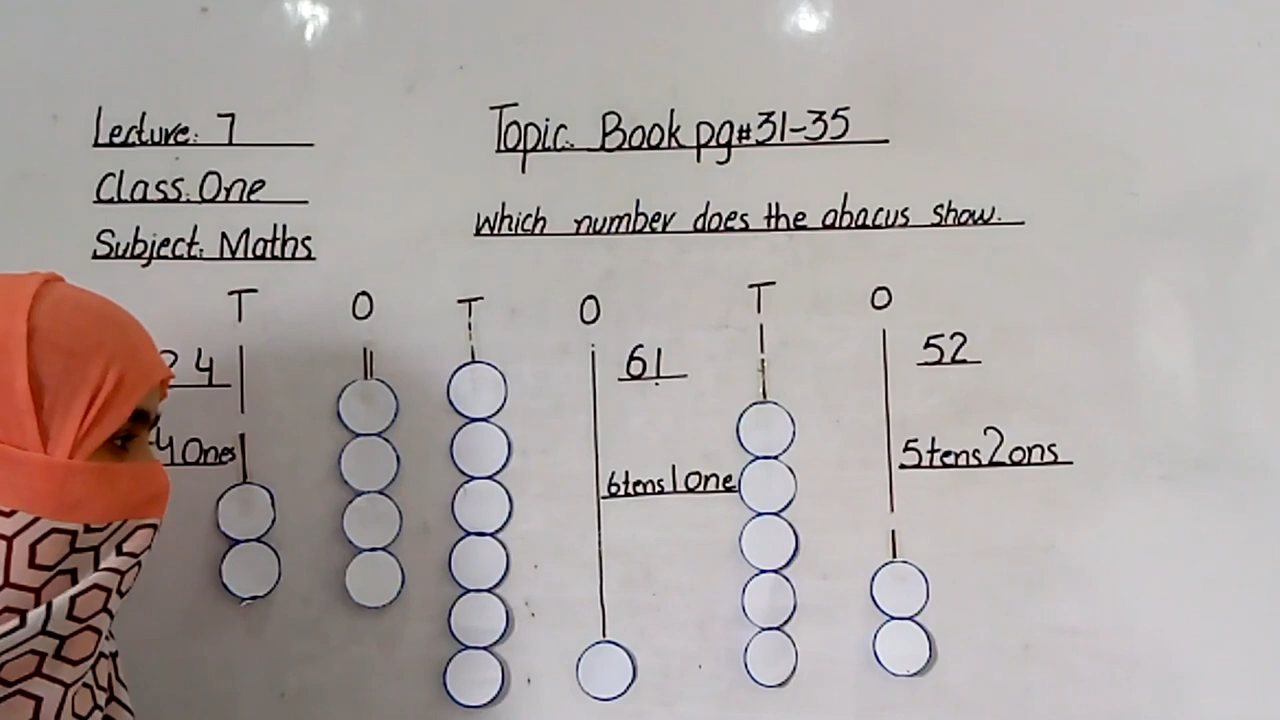 Lecture: 7
Class: One
Subject: Maths
Topic: Book pg#31-35
Which number does the abacus show.
T O T O T O
24 61 52
4 Ones 6tens 1 One 5tens 2 ons